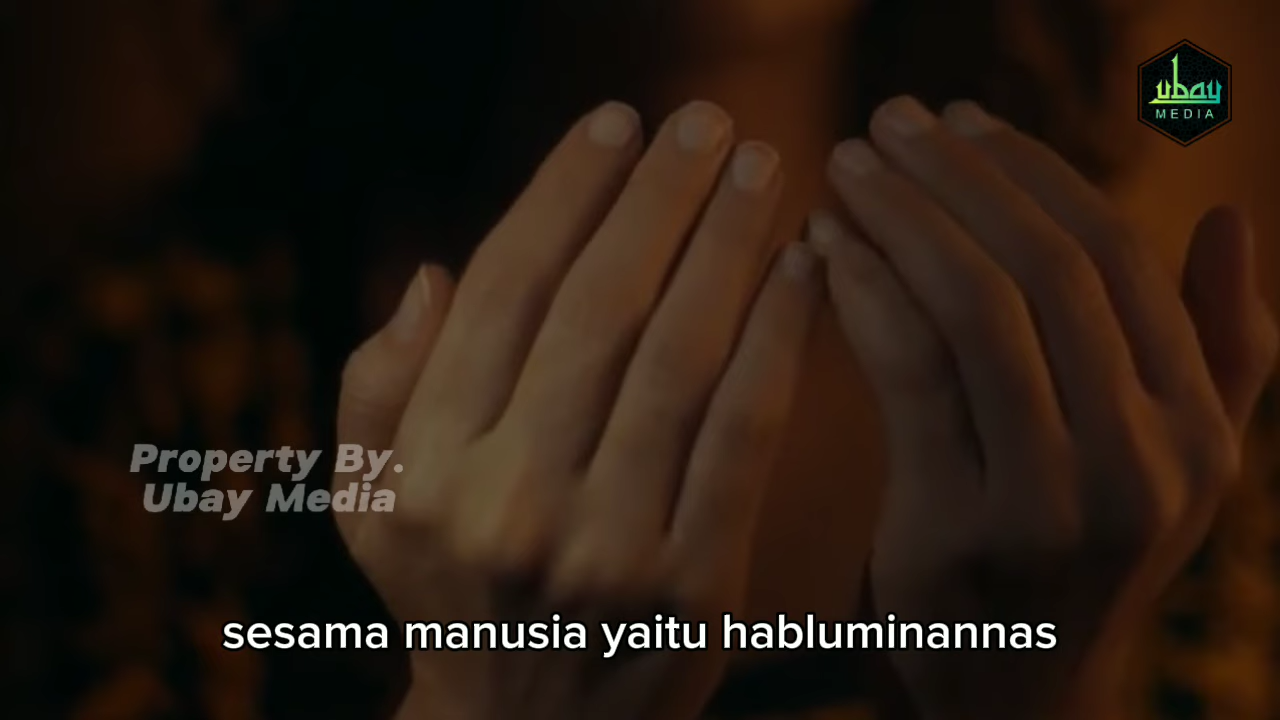 ubay
MEDIA
Property By.
Ubay Media
sesama manusia yaitu habluminannas